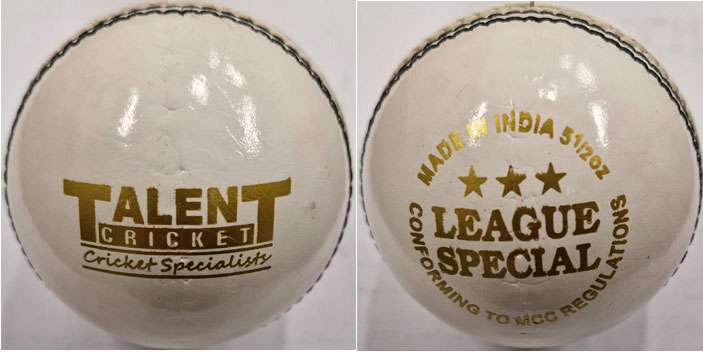 TALENT
CRICKET
Cricket Specialists
MADE IN INDIA 51/2oz
LEAGUE
SPECIAL
CONFORMING TO MCC REGULATIONS